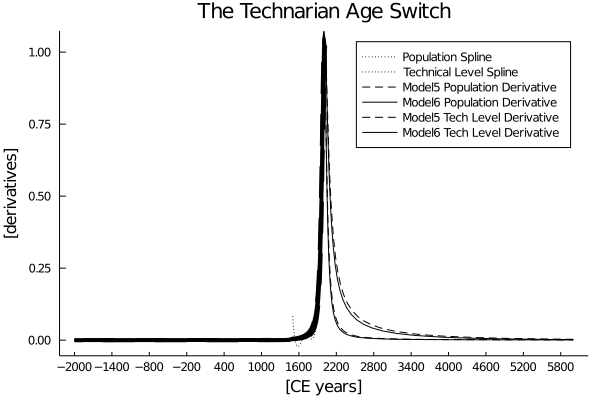 The Technarian Age Switch
1.00
0.75
0.50
0.25
0.00
[derivatives]
Population Spline
Technical Level Spline
Model5 Population Derivative
Model6 Population Derivative
Model5 Tech Level Derivative
Model6 Tech Level Derivative
−2000 −1400 −800 −200 400 1000 1600 2200 2800 3400 4000 4600 5200 5800
[CE years]